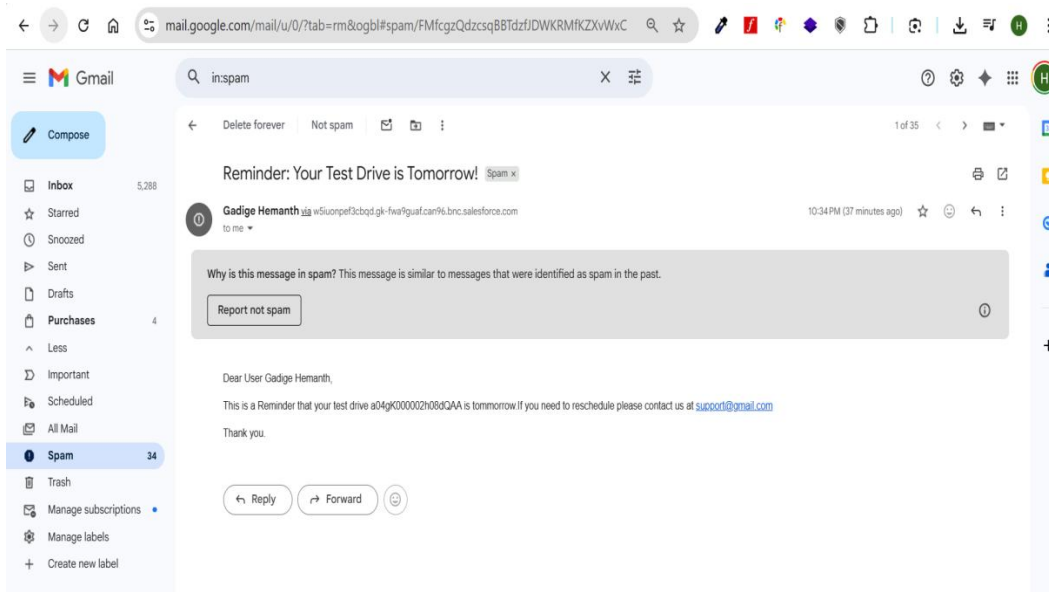 mail.google.com/mail/u/0/?tab=rm&ogbl#spam/FMfcgzQdzcsqBBTdzfJDWKRMfKZXvWxC
H
Gmail
in:spam
H
Compose
Delete forever Not spam
1 of 35
Reminder: Your Test Drive is Tomorrow! Spam x
Inbox 5,288
Gadige Hemanth via w5iuonpef3cbqd.gk-fwa9guaf.can96.bnc.salesforce.com
10:34 PM (37 minutes ago)
to me
Starred
Snoozed
Sent
Drafts
Purchases 4
Less
Important
Scheduled
All Mail
Spam 34
Trash
Manage subscriptions
Manage labels
Create new label
Why is this message in spam? This message is similar to messages that were identified as spam in the past.
Report not spam
Dear User Gadige Hemanth,
This is a Reminder that your test drive a04gK000002h08dQAA is tommorrow.If you need to reschedule please contact us at support@gmail.com
Thank you.
Reply Forward